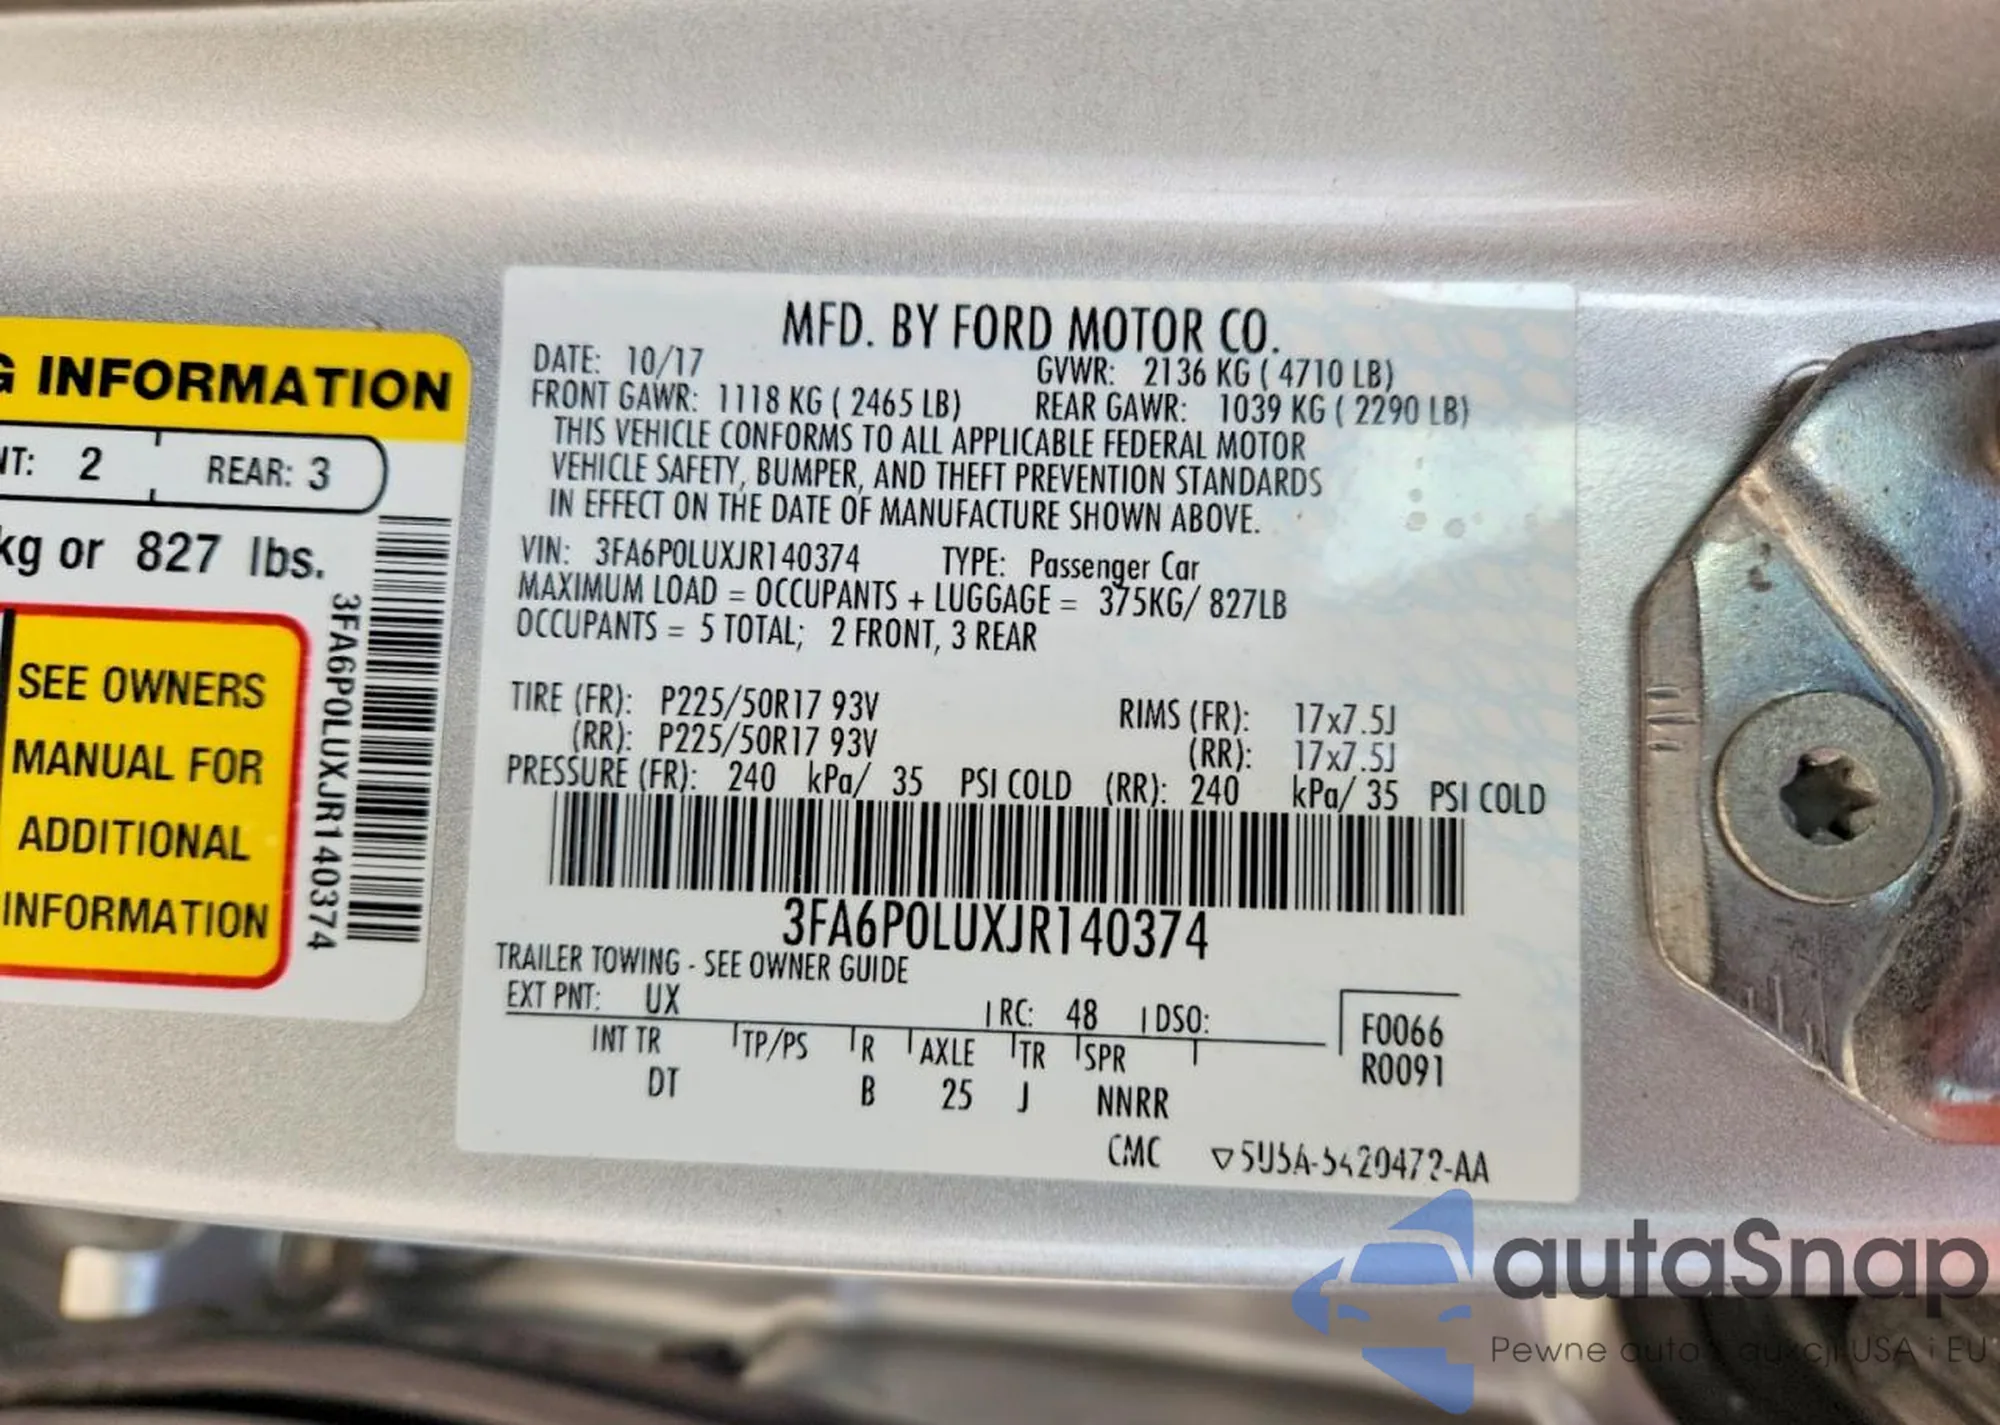 G INFORMATION
NT: 2 REAR: 3
kg or 827 lbs.
SEE OWNERS
MANUAL FOR
ADDITIONAL
INFORMATION
3FA6P0LUXJR140374
MFD. BY FORD MOTOR CO.
DATE: 10/17 GVWR: 2136 KG ( 4710 LB)
FRONT GAWR: 1118 KG ( 2465 LB) REAR GAWR: 1039 KG ( 2290 LB)
THIS VEHICLE CONFORMS TO ALL APPLICABLE FEDERAL MOTOR
VEHICLE SAFETY, BUMPER, AND THEFT PREVENTION STANDARDS
IN EFFECT ON THE DATE OF MANUFACTURE SHOWN ABOVE.
VIN: 3FA6P0LUXJR140374 TYPE: Passenger Car
MAXIMUM LOAD = OCCUPANTS + LUGGAGE = 375KG/ 827LB
OCCUPANTS = 5 TOTAL; 2 FRONT, 3 REAR
TIRE (FR): P225/50R17 93V RIMS (FR): 17x7.5J
(RR): P225/50R17 93V (RR): 17x7.5J
PRESSURE (FR): 240 kPa/ 35 PSI COLD (RR): 240 kPa/ 35 PSI COLD
3FA6P0LUXJR140374
TRAILER TOWING - SEE OWNER GUIDE
EXT PNT: UX RC: 48 DSO:
F0066
R0091
INT TR TP/PS R AXLE TR SPR
DT B 25 J NNRR
CMC
autaSnap
Pewne auta z aukcji USA i EU